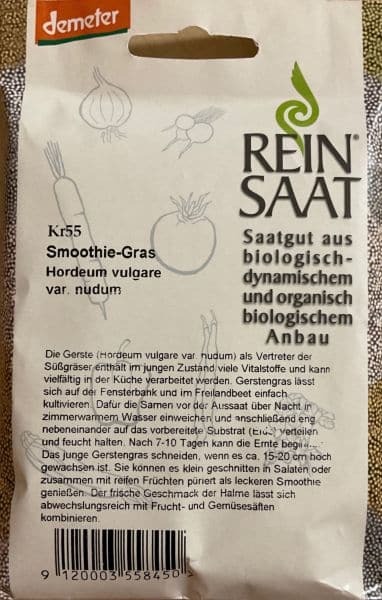 demeter
REIN
SAAT®
Saatgut aus
biologisch-
dynamischem
und organisch
biologischem
Anbau
Kr55
Smoothie-Gras
Hordeum vulgare
var. nudum
Die Gerste (Hordeum vulgare var. nudum) als Vertreter der
Süßgräser enthält im jungen Zustand viele Vitalstoffe und kann
vielfältig in der Küche verarbeitet werden. Gerstengras lässt
sich auf der Fensterbank und im Freilandbeet einfach
kultivieren. Dafür die Samen vor der Aussaat über Nacht in
zimmerwarmem Wasser einweichen und anschließend eng
nebeneinander auf das vorbereitete Substrat (Erde) verteilen
und feucht halten. Nach 7-10 Tagen kann die Ernte
Das junge Gerstengras schneiden, wenn es ca. 15-20 cm hoch
gewachsen ist. Sie können es klein geschnitten in Salaten oder
zusammen mit reifen Früchten püriert als leckeren Smoothie
genießen. Der frische Geschmack der Halme lässt sich
abwechslungsreich mit Frucht- und Gemüsesäften
kombinieren.
9 120003 558450